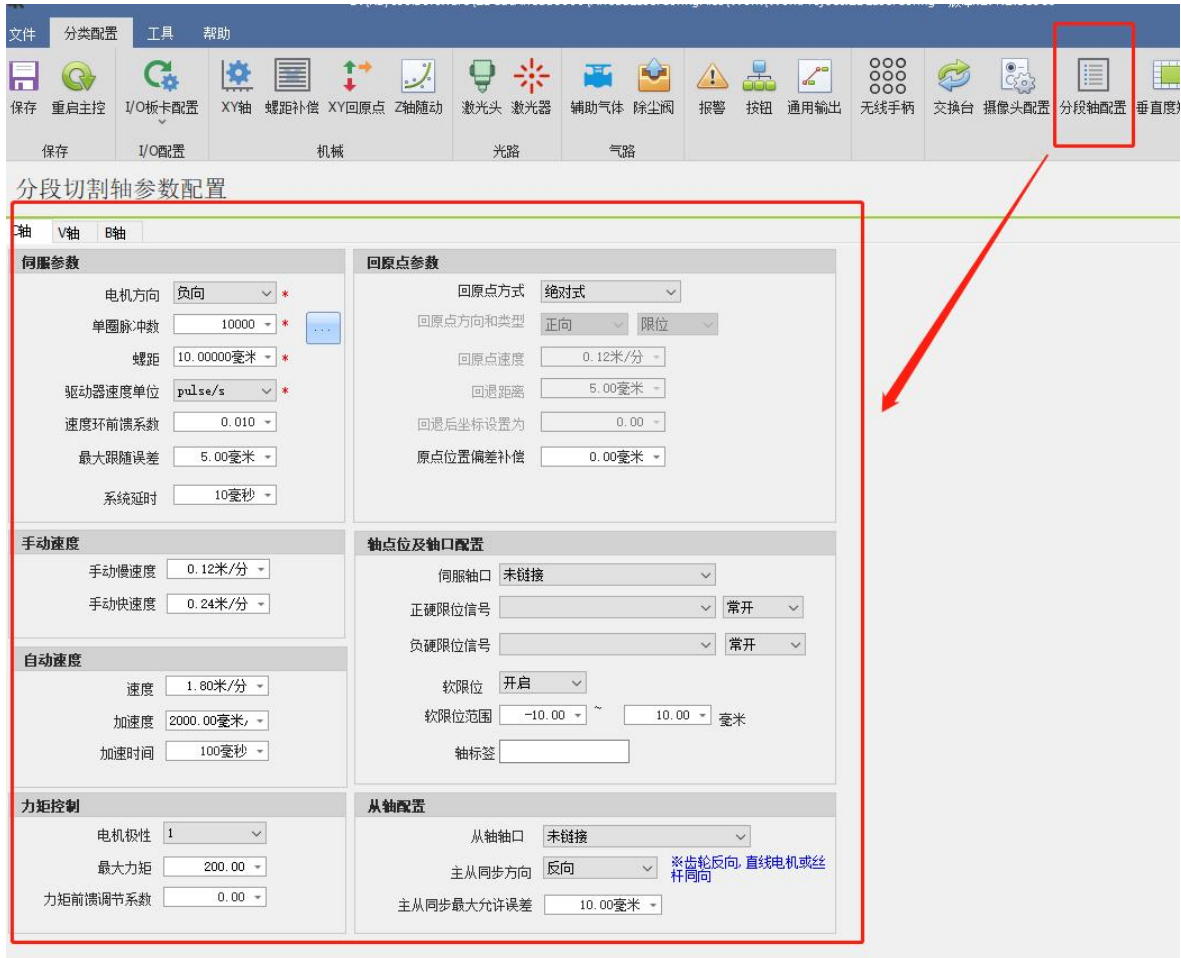 文件 分类配置 工具 帮助
保存 重启主控 I/O板卡配置 XY轴 螺距补偿 XY回原点 Z轴随动 激光头 激光器 辅助气体 除尘阀 报警 按钮 通用输出 无线手柄 交换台 摄像头配置 分段轴配置
保存 I/O配置 机械 光路 气路
分段切割轴参数配置
V轴 B轴
伺服参数
电机方向 负向 *
单圈脉冲数 10000 * ...
螺距 10.00000毫米 *
驱动器速度单位 pulse/s *
速度环前馈系数 0.010
最大跟随误差 5.00毫米
系统延时 10毫秒
回原点参数
回原点方式 绝对式
回原点方向和类型 正向 限位
回原点速度 0.12米/分
回退距离 5.00毫米
回退后坐标设置为 0.00
原点位置偏差补偿 0.00毫米
手动速度
手动慢速度 0.12米/分
手动快速度 0.24米/分
轴点位及轴口配置
伺服轴口 未链接
正硬限位信号 常开
负硬限位信号 常开
软限位 开启
软限位范围 -10.00 ~ 10.00 毫米
轴标签
自动速度
速度 1.80米/分
加速度 2000.00毫米/
加速时间 100毫秒
力矩控制
电机极性 1
最大力矩 200.00
力矩前馈调节系数 0.00
从轴配置
从轴轴口 未链接
主从同步方向 反向 ※齿轮反向,直线电机或丝
杆同向
主从同步最大允许误差 10.00毫米